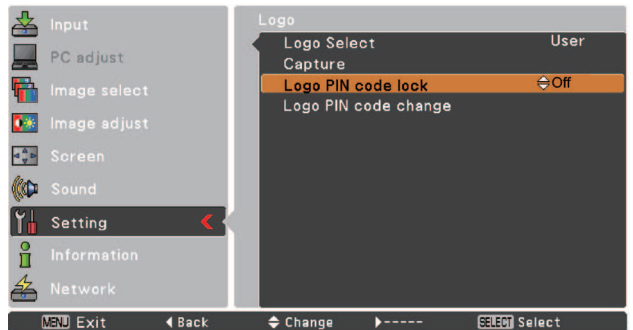 Input
PC adjust
Image select
Image adjust
Screen
Sound
Setting
Information
Network
Logo
Logo Select User
Capture
Logo PIN code lock Off
Logo PIN code change
MENU Exit Back Change ----- SELECT Select